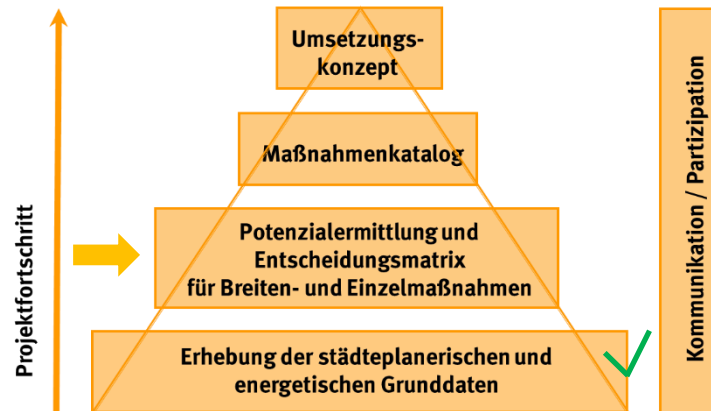 Umsetzungs-
konzept
Maßnahmenkatalog
Potenzialermittlung und
Entscheidungsmatrix
für Breiten- und Einzelmaßnahmen
Erhebung der städteplanerischen und
energetischen Grunddaten
Projektfortschritt
Kommunikation / Partizipation